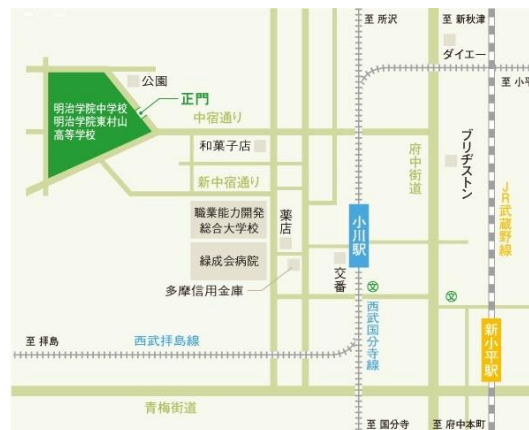 至 所沢
至 新秋津
ダイエー
至 小平
公園
正門
明治学院中学校
明治学院東村山
高等学校
中宿通り
和菓子店
新中宿通り
府中街道
ブリヂストン
JR武蔵野線
職業能力開発
総合大学校
薬店
小川駅
緑成会病院
交番
多摩信用金庫
文
文
西武国分寺線
新小平駅
至 拝島
西武拝島線
青梅街道
至 国分寺
至 府中本町